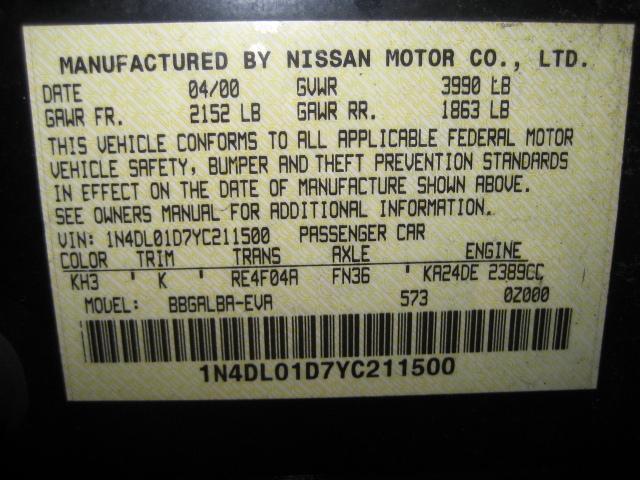 MANUFACTURED BY NISSAN MOTOR CO., LTD.
DATE 04/00 GVWR 3990 LB
GAWR FR. 2152 LB GAWR RR. 1863 LB
THIS VEHICLE CONFORMS TO ALL APPLICABLE FEDERAL MOTOR
VEHICLE SAFETY, BUMPER AND THEFT PREVENTION STANDARDS
IN EFFECT ON THE DATE OF MANUFACTURE SHOWN ABOVE.
SEE OWNERS MANUAL FOR ADDITIONAL INFORMATION.
VIN: 1N4DL01D7YC211500 PASSENGER CAR
COLOR TRIM TRANS AXLE ENGINE
KH3 ' K ' RE4F04A FN36 ' KA24DE 2389CC
MODEL: BBGALBA-EVA 573 0Z000
1N4DL01D7YC211500